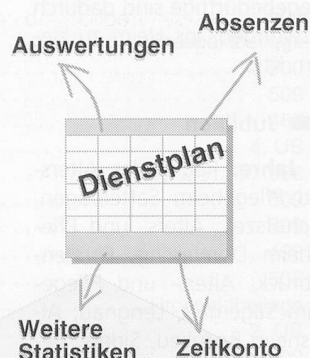 Absenzen
Auswertungen
Dienstplan
Weitere
Statistiken
Zeitkonto